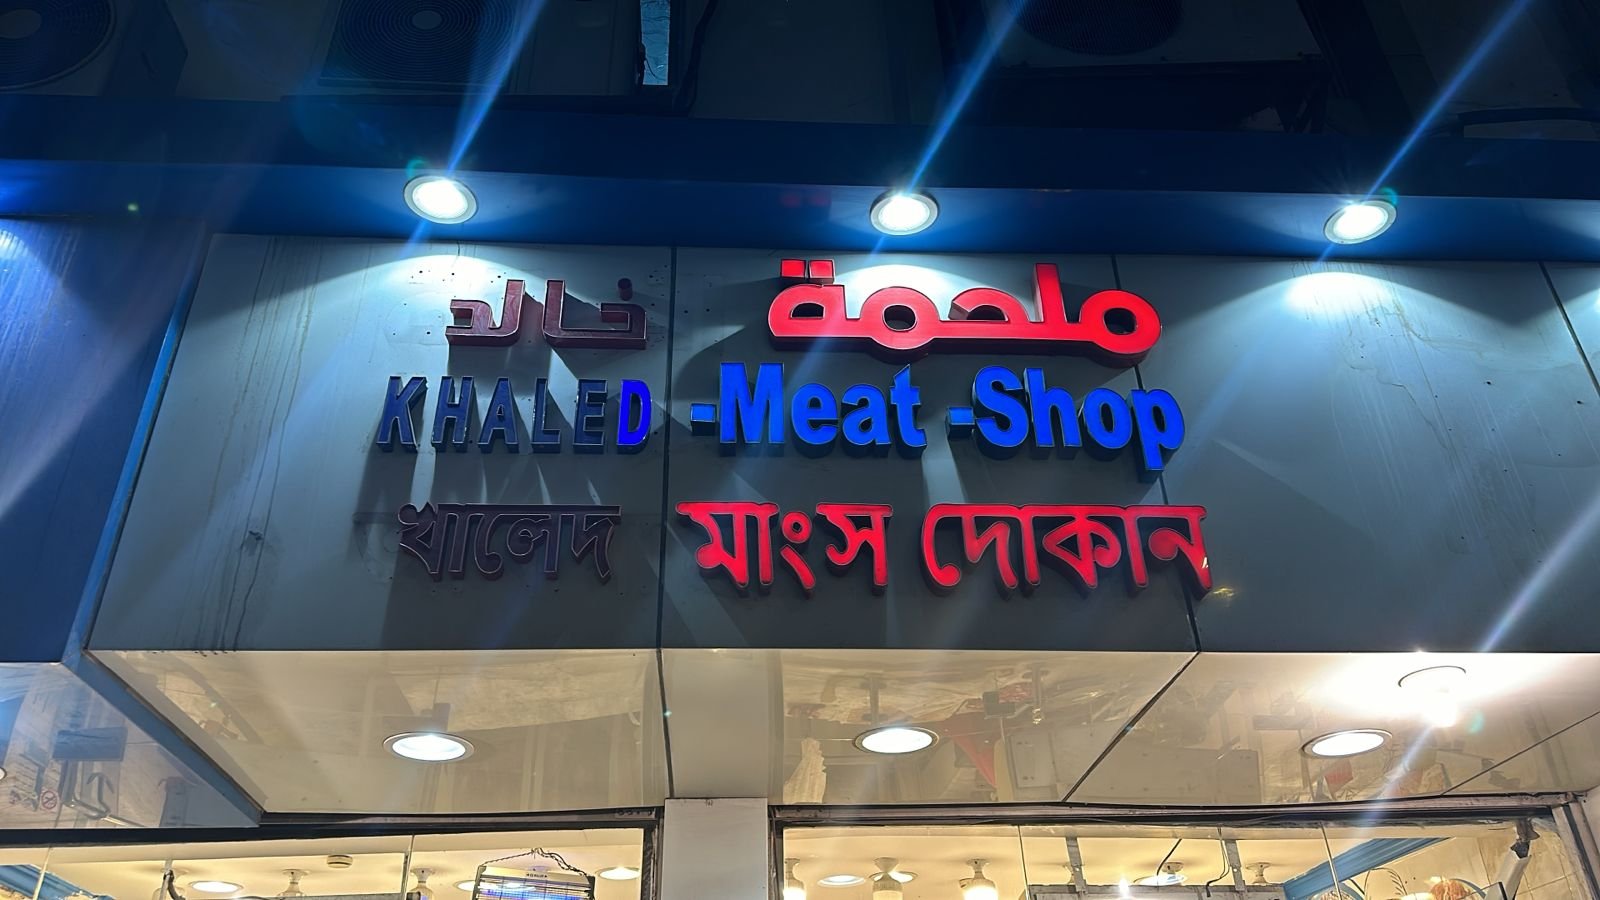 ملحمة خالد
KHALED -Meat -Shop
খালেদ মাংস দোকান